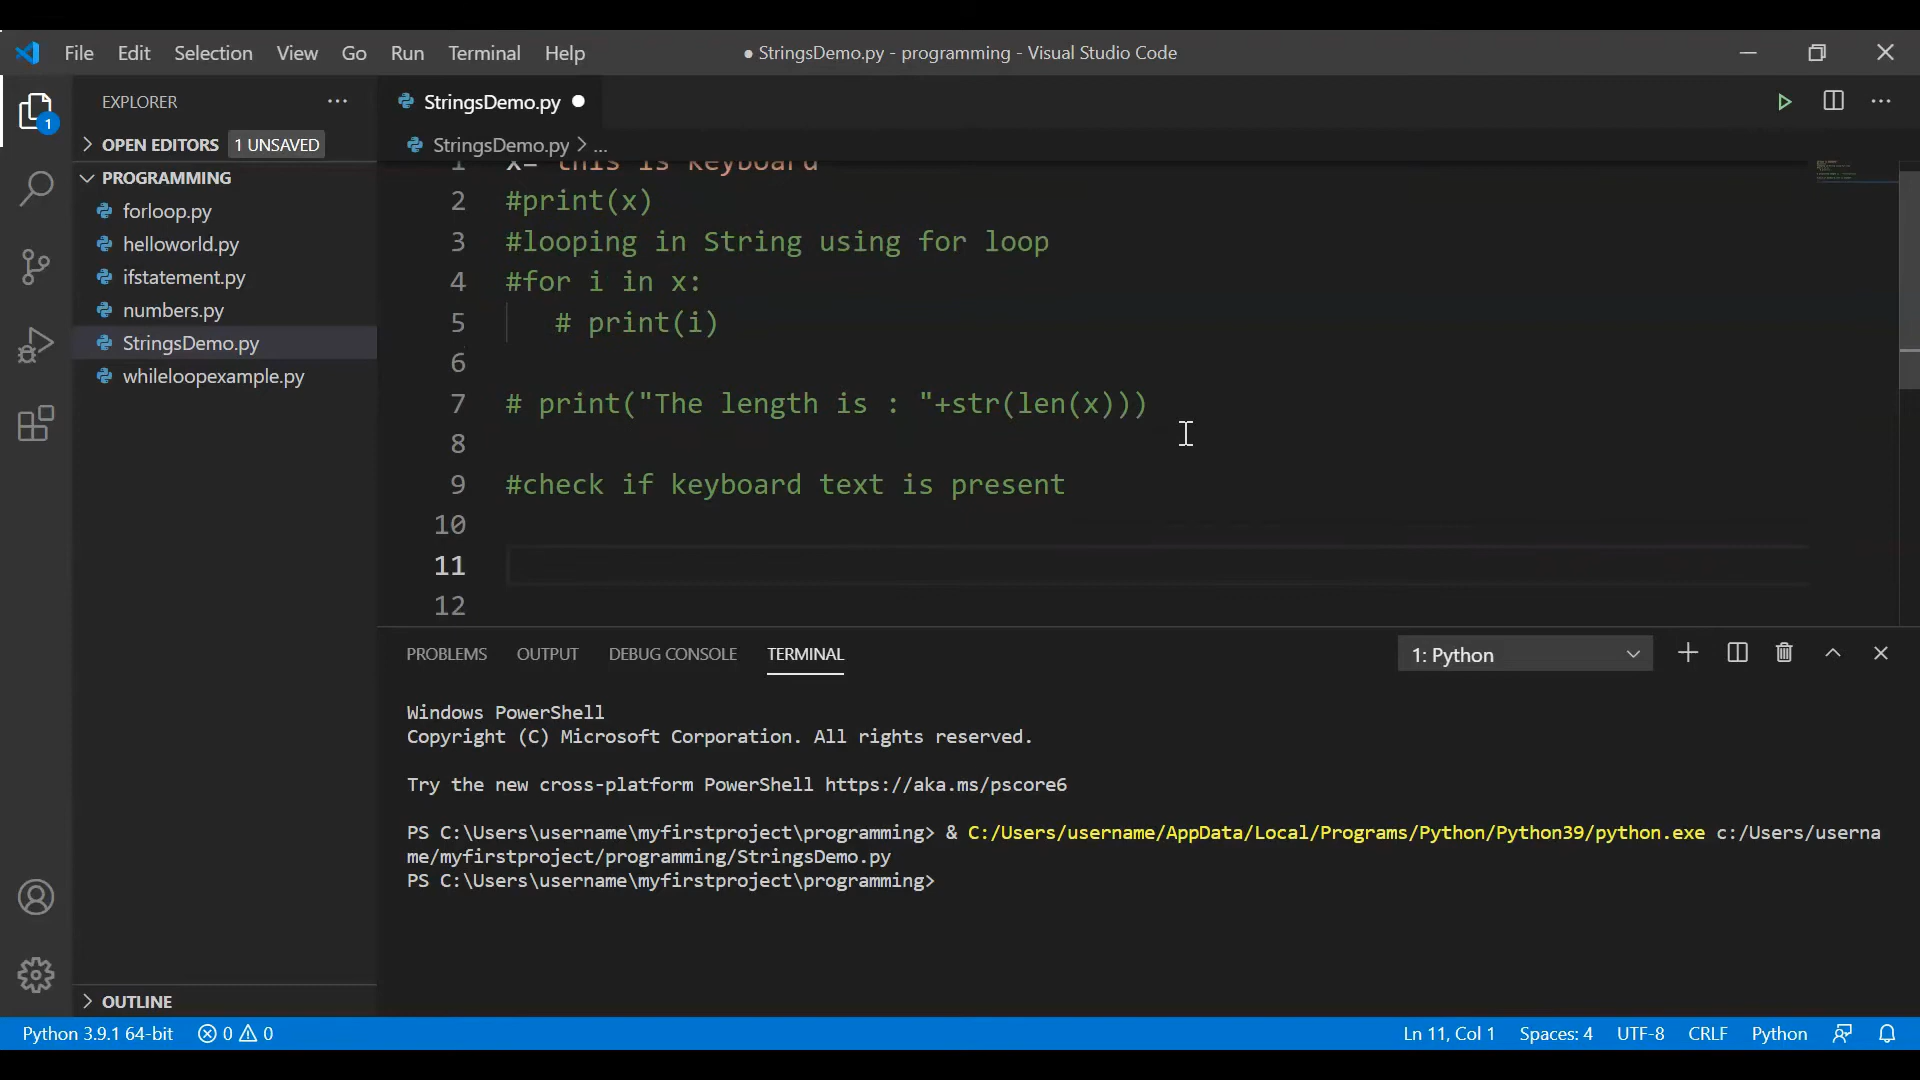 File Edit Selection View Go Run Terminal Help
● StringsDemo.py - programming - Visual Studio Code
EXPLORER
OPEN EDITORS 1 UNSAVED
PROGRAMMING
forloop.py
helloworld.py
ifstatement.py
numbers.py
StringsDemo.py
whileloopexample.py
OUTLINE
1
StringsDemo.py
StringsDemo.py > ...
1 x= this is keyboard
2 #print(x)
3 #looping in String using for loop
4 #for i in x:
5 # print(i)
6
7 # print("The length is : "+str(len(x)))
8
9 #check if keyboard text is present
10
11
12
PROBLEMS OUTPUT DEBUG CONSOLE TERMINAL
1: Python
Windows PowerShell
Copyright (C) Microsoft Corporation. All rights reserved.
Try the new cross-platform PowerShell https://aka.ms/pscore6
PS C:\Users\username\myfirstproject\programming> & C:/Users/username/AppData/Local/Programs/Python/Python39/python.exe c:/Users/userna
me/myfirstproject/programming/StringsDemo.py
PS C:\Users\username\myfirstproject\programming>
Python 3.9.1 64-bit 0 0 Ln 11, Col 1 Spaces: 4 UTF-8 CRLF Python